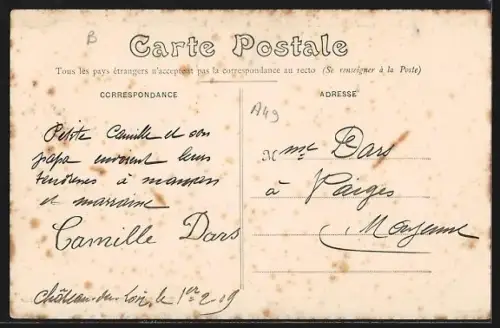 B
Carte Postale
Tous les pays étrangers n'acceptent pas la correspondance au recto (Se renseigner à la Poste)
CORRESPONDANCE
Petite Camille et son
papa envoient leurs
tendresses à maman
et marraine
Camille Dars
Château-du-Loir, le 1er-2-09
ADRESSE
A49
Mme Dars
à Vaiges
Mayenne